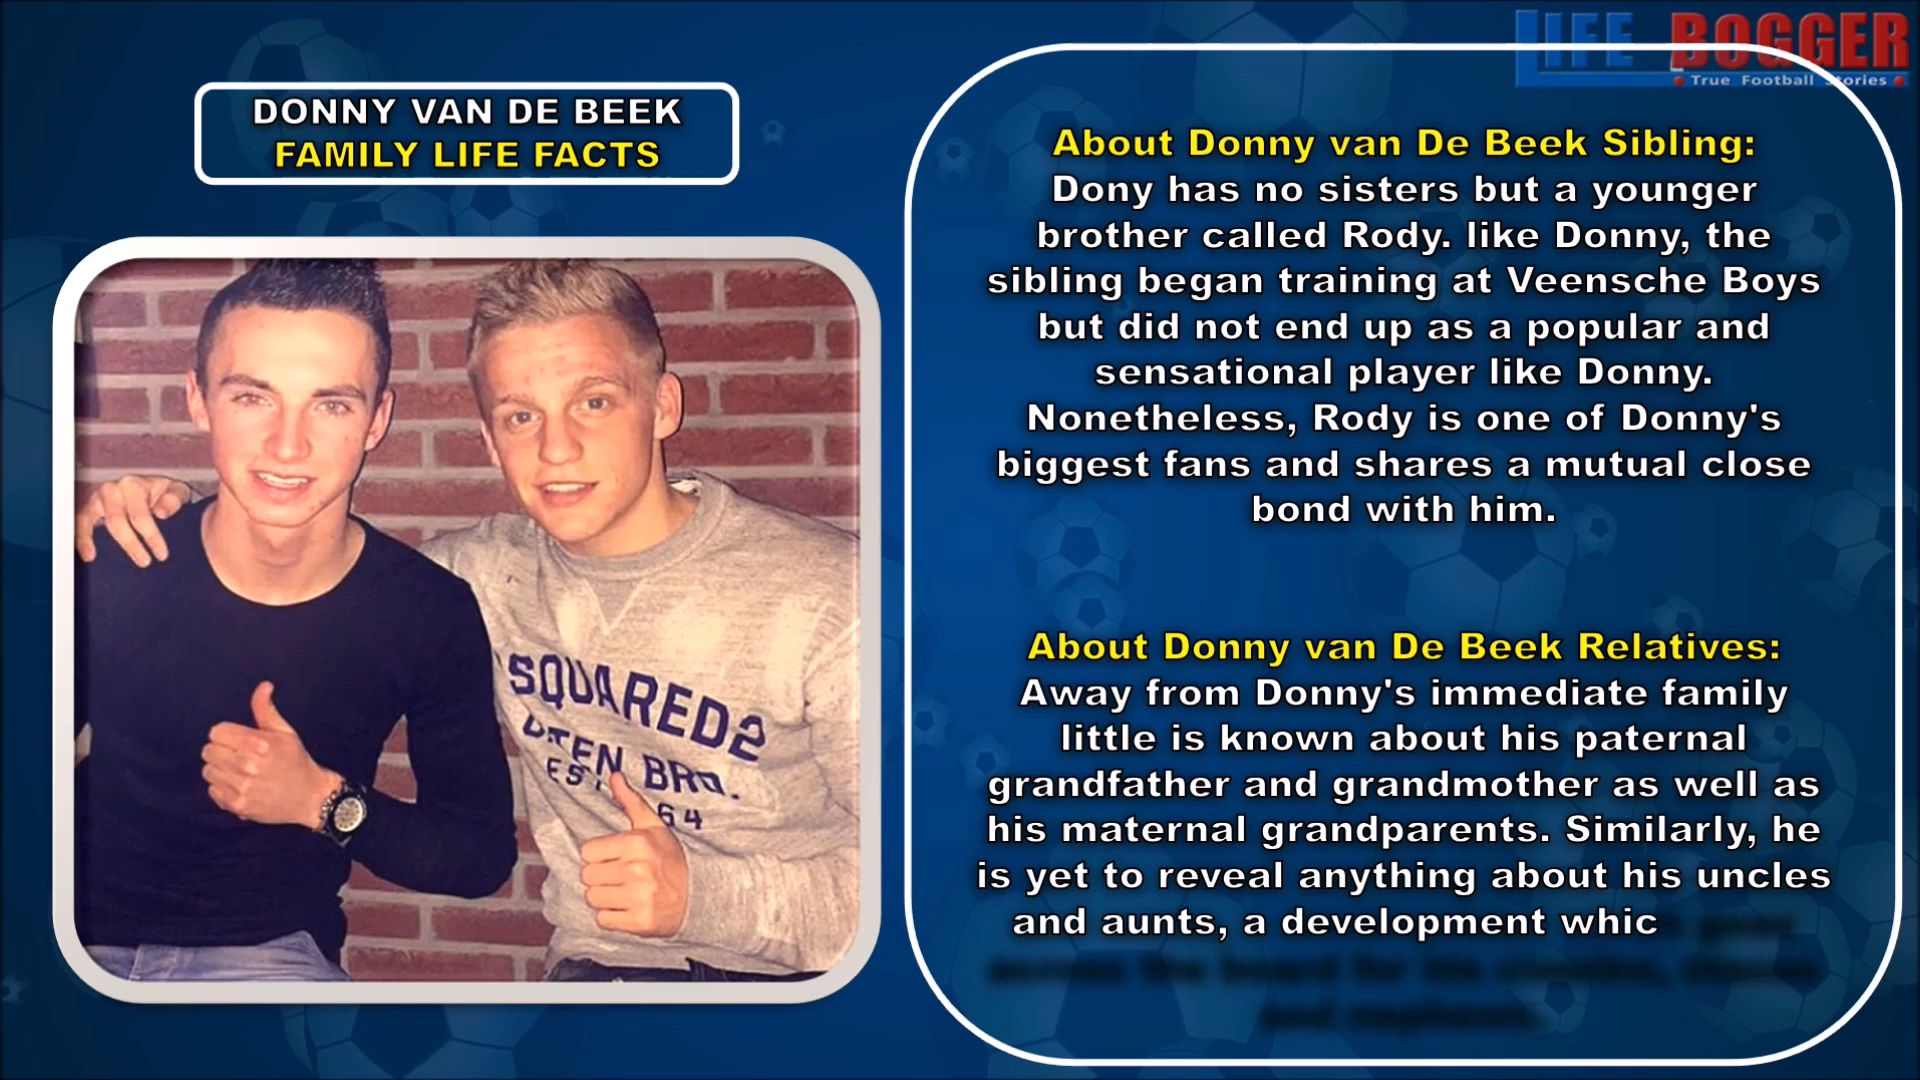 LIFE BOGGER
True Football Stories
DONNY VAN DE BEEK
FAMILY LIFE FACTS
About Donny van De Beek Sibling:
Dony has no sisters but a younger
brother called Rody. like Donny, the
sibling began training at Veensche Boys
but did not end up as a popular and
sensational player like Donny.
Nonetheless, Rody is one of Donny's
biggest fans and shares a mutual close
bond with him.
About Donny van De Beek Relatives:
Away from Donny's immediate family
little is known about his paternal
grandfather and grandmother as well as
his maternal grandparents. Similarly, he
is yet to reveal anything about his uncles
and aunts, a development whic
SQUARED2
BRO.
64